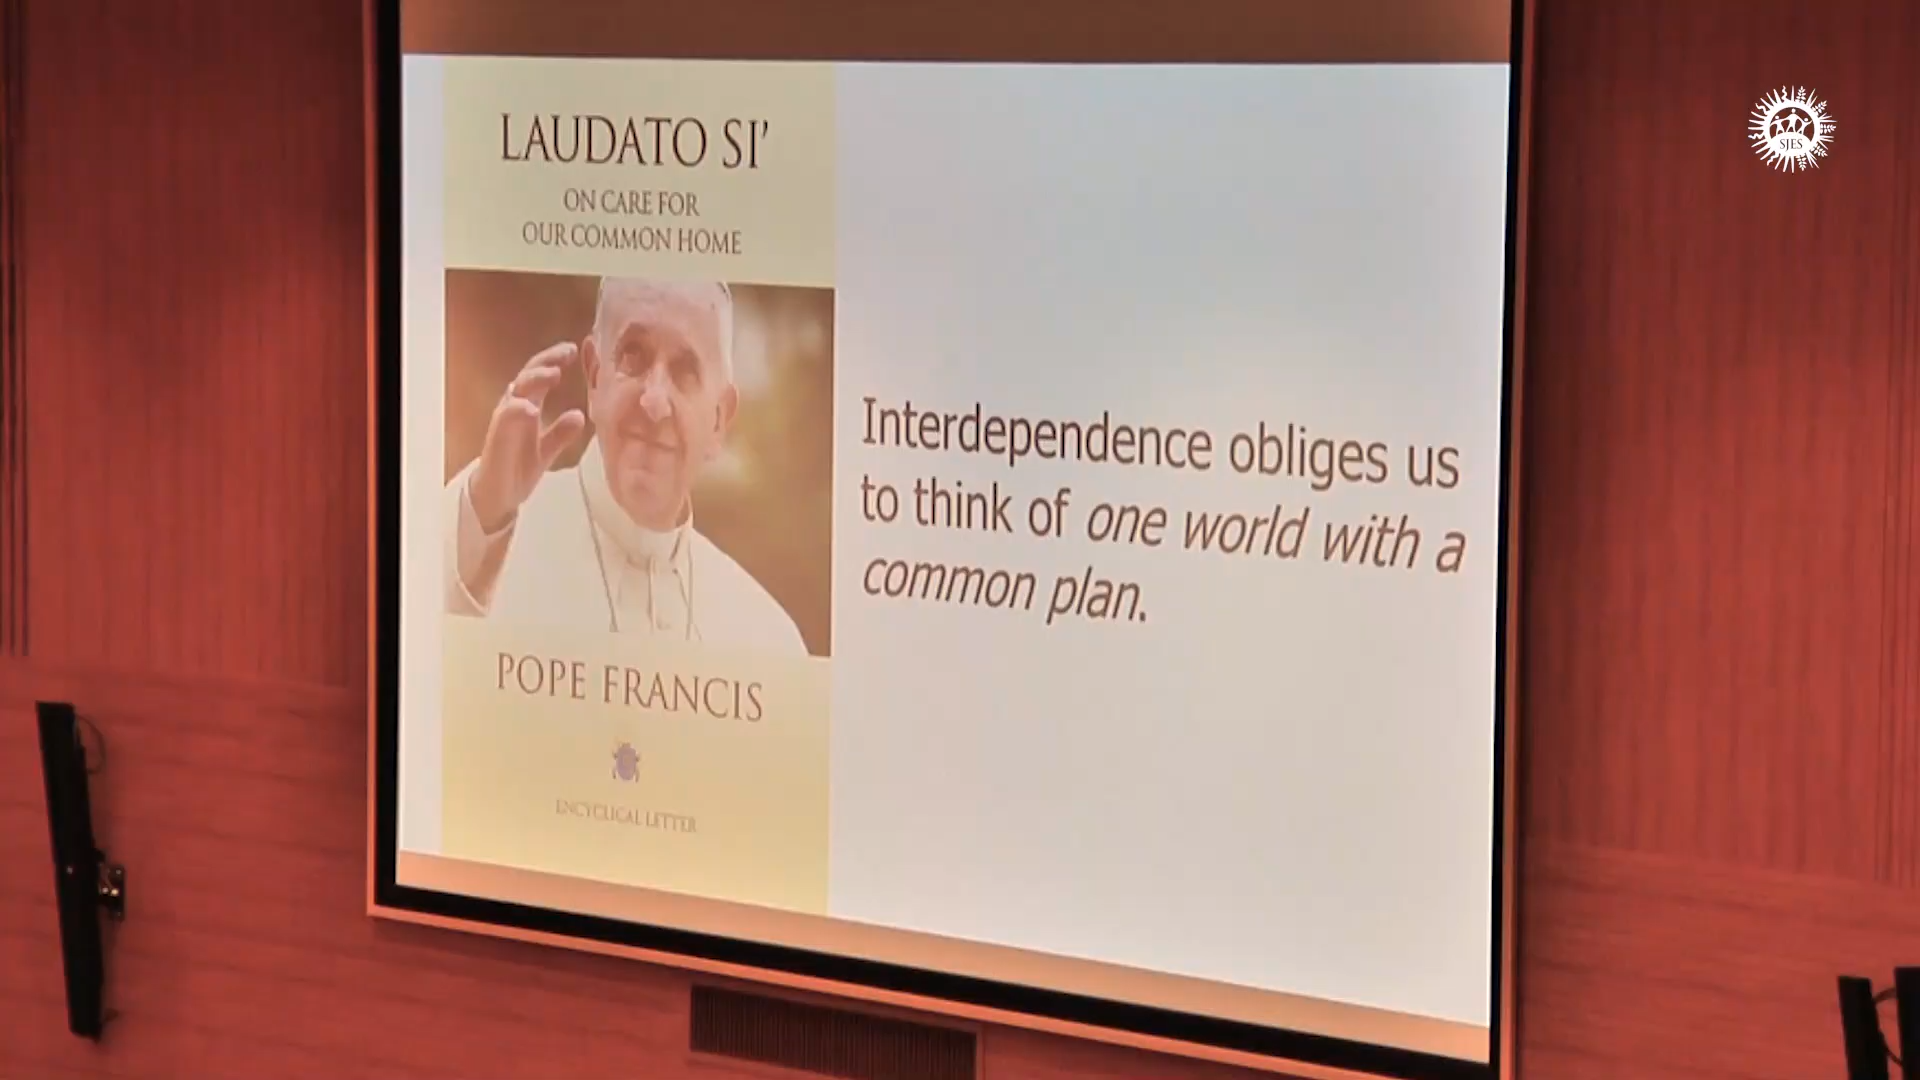 LAUDATO SI’
ON CARE FOR
OUR COMMON HOME
POPE FRANCIS
ENCYCLICAL LETTER
Interdependence obliges us
to think of one world with a
common plan.
SJES